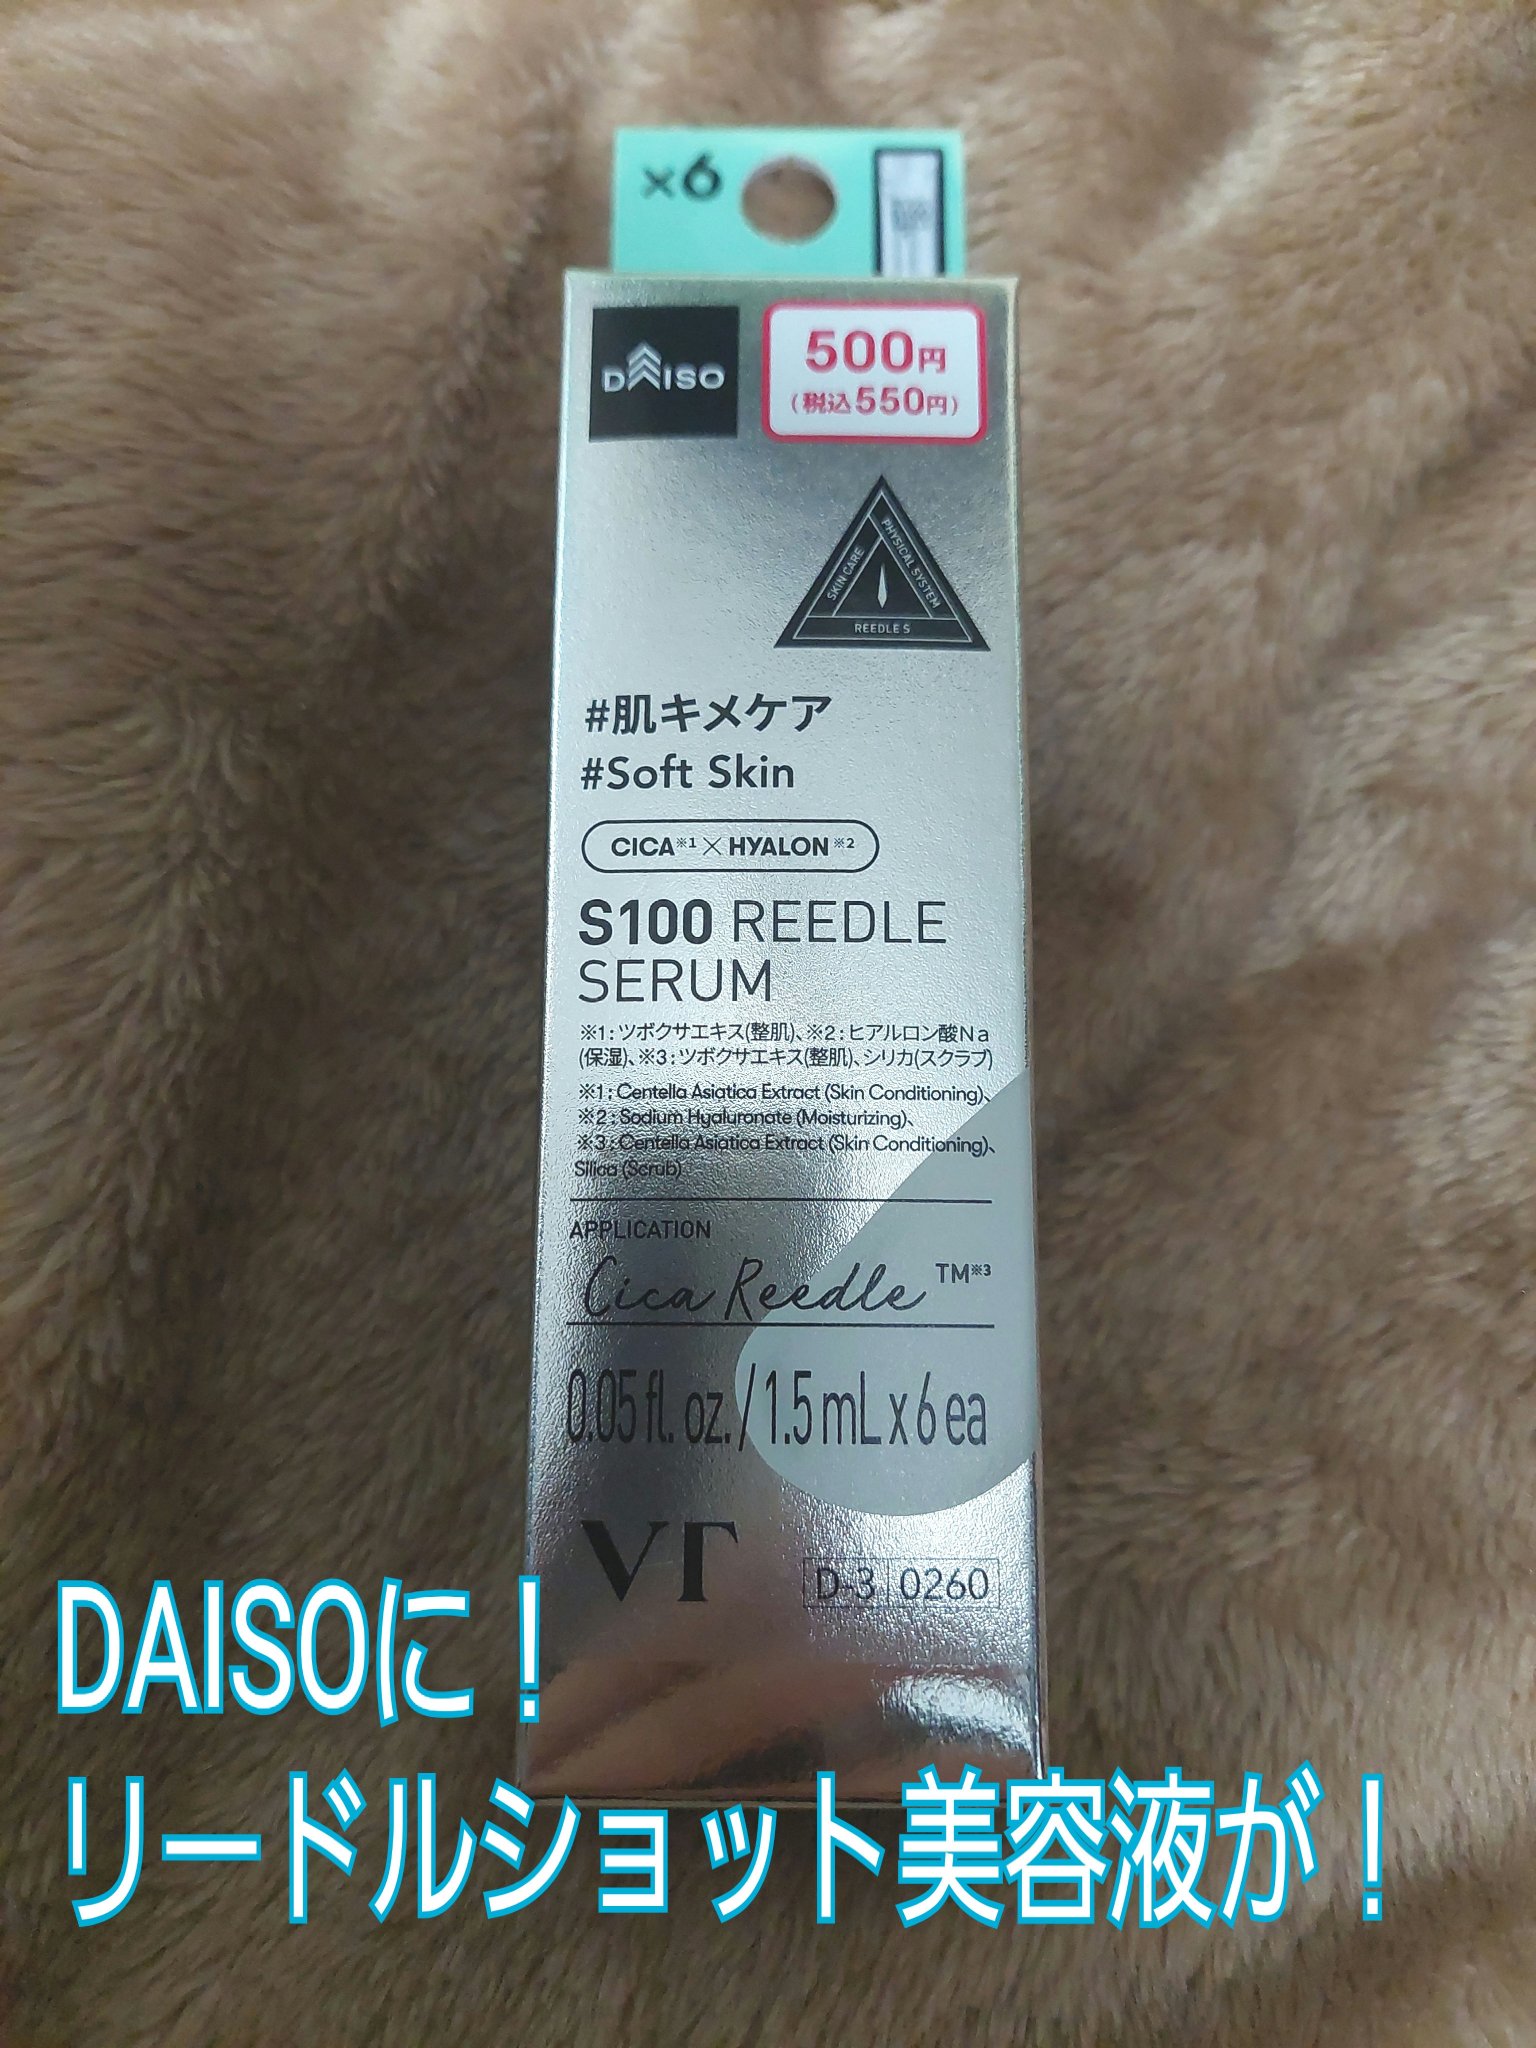 ×6
DAISO
500円
(税込550円)
SKIN CARE
PHYSICAL SYSTEM
REEDLE S
#肌キメケア
#Soft Skin
CICA※1×HYALON※2
S100 REEDLE
SERUM
※1:ツボクサエキス(整肌)、※2:ヒアルロン酸Na
(保湿)、※3:ツボクサエキス(整肌)、シリカ(スクラブ)
※1:Centella Asiatica Extract (Skin Conditioning)、
※2:Sodium Hyaluronate (Moisturizing)、
※3:Centella Asiatica Extract (Skin Conditioning)、
Silica (Scrub)
APPLICATION
Cica Reedle TM※3
0.05 fl. oz. / 1.5 mL x 6 ea
VT
D-3 0260
DAISOに！
リードルショット美容液が！